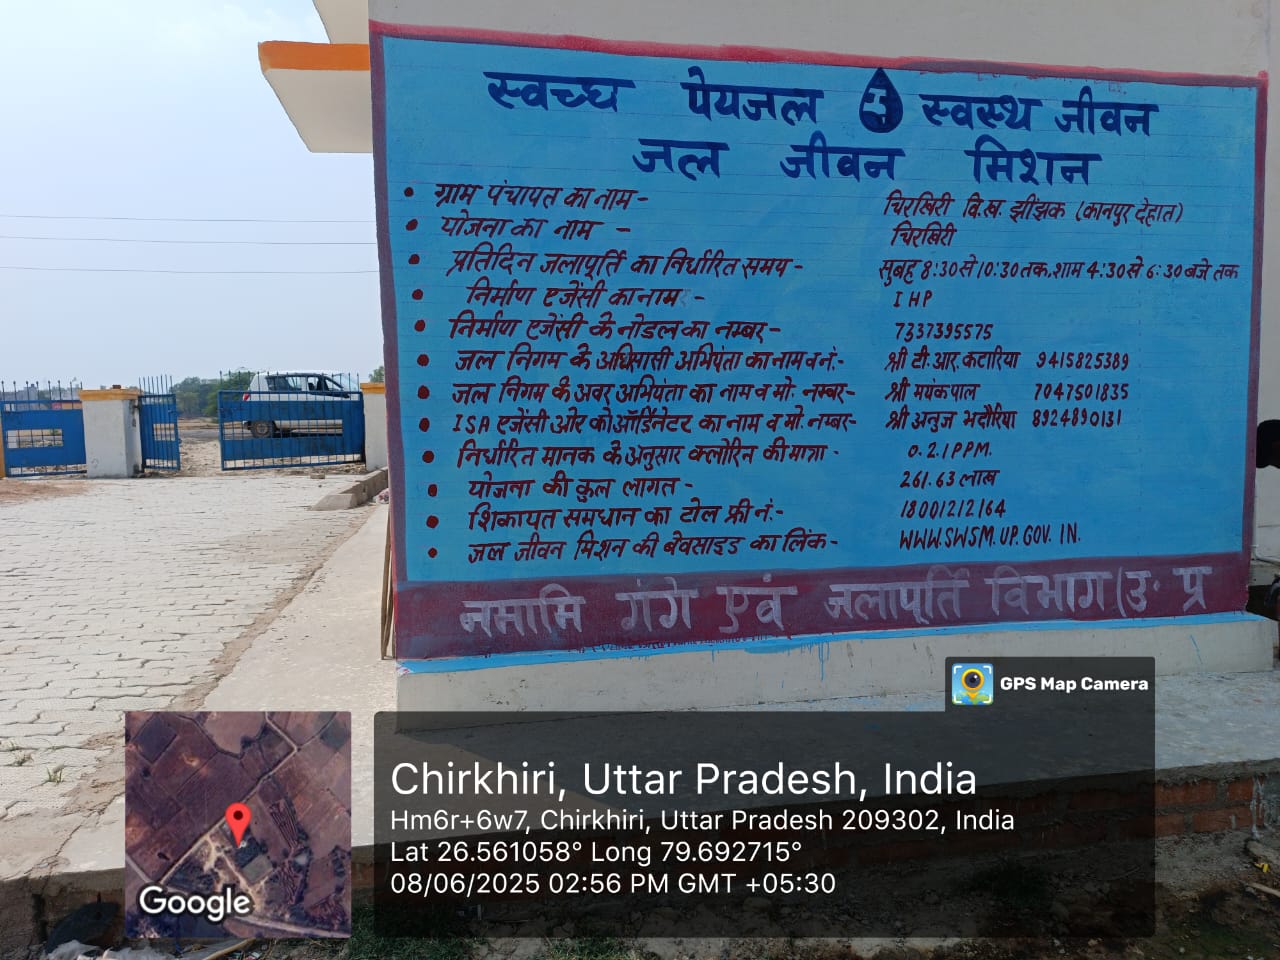 स्वच्छ पेयजल स्वस्थ जीवन
जल जीवन मिशन
• ग्राम पंचायत का नाम - चिरखिरी वि.ख. झींझक (कानपुर देहात)
• योजना का नाम - चिरखिरी
• प्रतिदिन जलापूर्ति का निर्धारित समय - सुबह 8:30 से 10:30 तक, शाम 4:30 से 6:30 बजे तक
• निर्माण एजेंसी का नाम - IHP
• निर्माण एजेंसी के नोडल का नम्बर - 7337395575
• जल निगम के अधिसासी अभियंता का नाम व नं:- श्री टी.आर. कटारिया 9415825389
• जल निगम के अवर अभियंता का नाम व मो. नम्बर- श्री मयंक पाल 7047501835
• ISA एजेंसी ओर कोऑर्डिनेटर का नाम व मो. नम्बर- श्री अनुज भदौरिया 8924890131
• निर्धारित मानक के अनुसार क्लोरिन की मात्रा - 0.2.1 PPM.
• योजना की कुल लागत - 261.63 लाख
• शिकायत समधान का टोल फ्री नं:- 18001212164
• जल जीवन मिशन की बेवसाइड का लिंक - WWW.SWSM.UP.GOV.IN.
नमामि गंगे एवं जलापूर्ति विभाग (उ. प्र
GPS Map Camera
Chirkhiri, Uttar Pradesh, India
Hm6r+6w7, Chirkhiri, Uttar Pradesh 209302, India
Lat 26.561058° Long 79.692715°
08/06/2025 02:56 PM GMT +05:30
Google